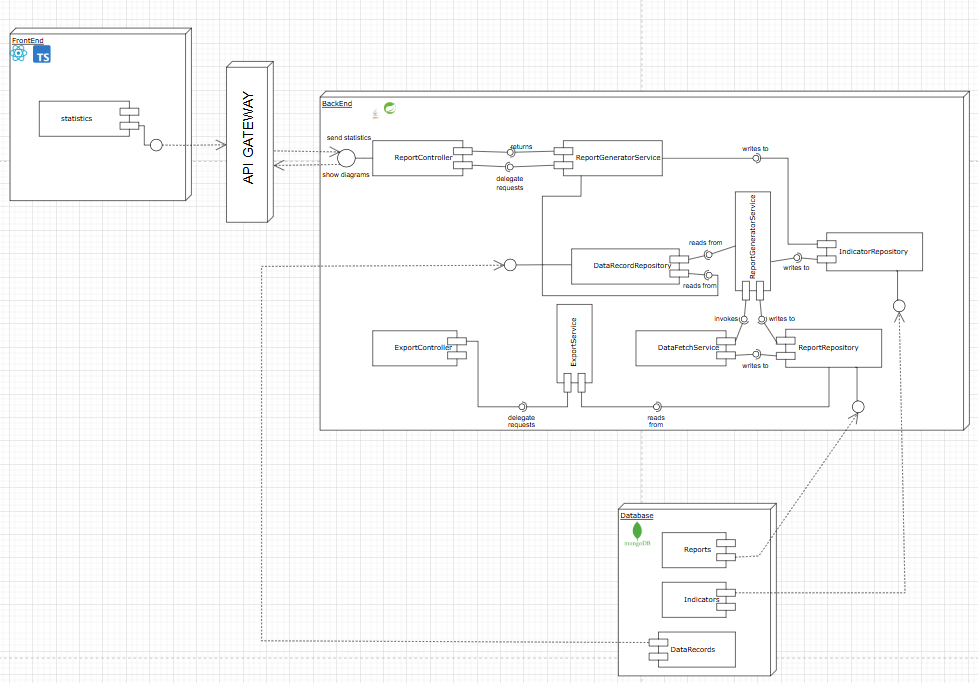 FrontEnd
TS
statistics
API GATEWAY
BackEnd
send statistics
show diagrams
ReportController
returns
delegate
requests
ReportGeneratorService
writes to
ReportGeneratorService
IndicatorRepository
reads from
DataRecordRepository
reads from
writes to
ExportService
invokes
writes to
ExportController
DataFetchService
ReportRepository
writes to
delegate
requests
reads
from
Database
mongoDB
Reports
Indicators
DataRecords